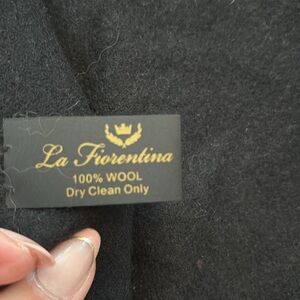 La Fiorentina
100% WOOL
Dry Clean Only